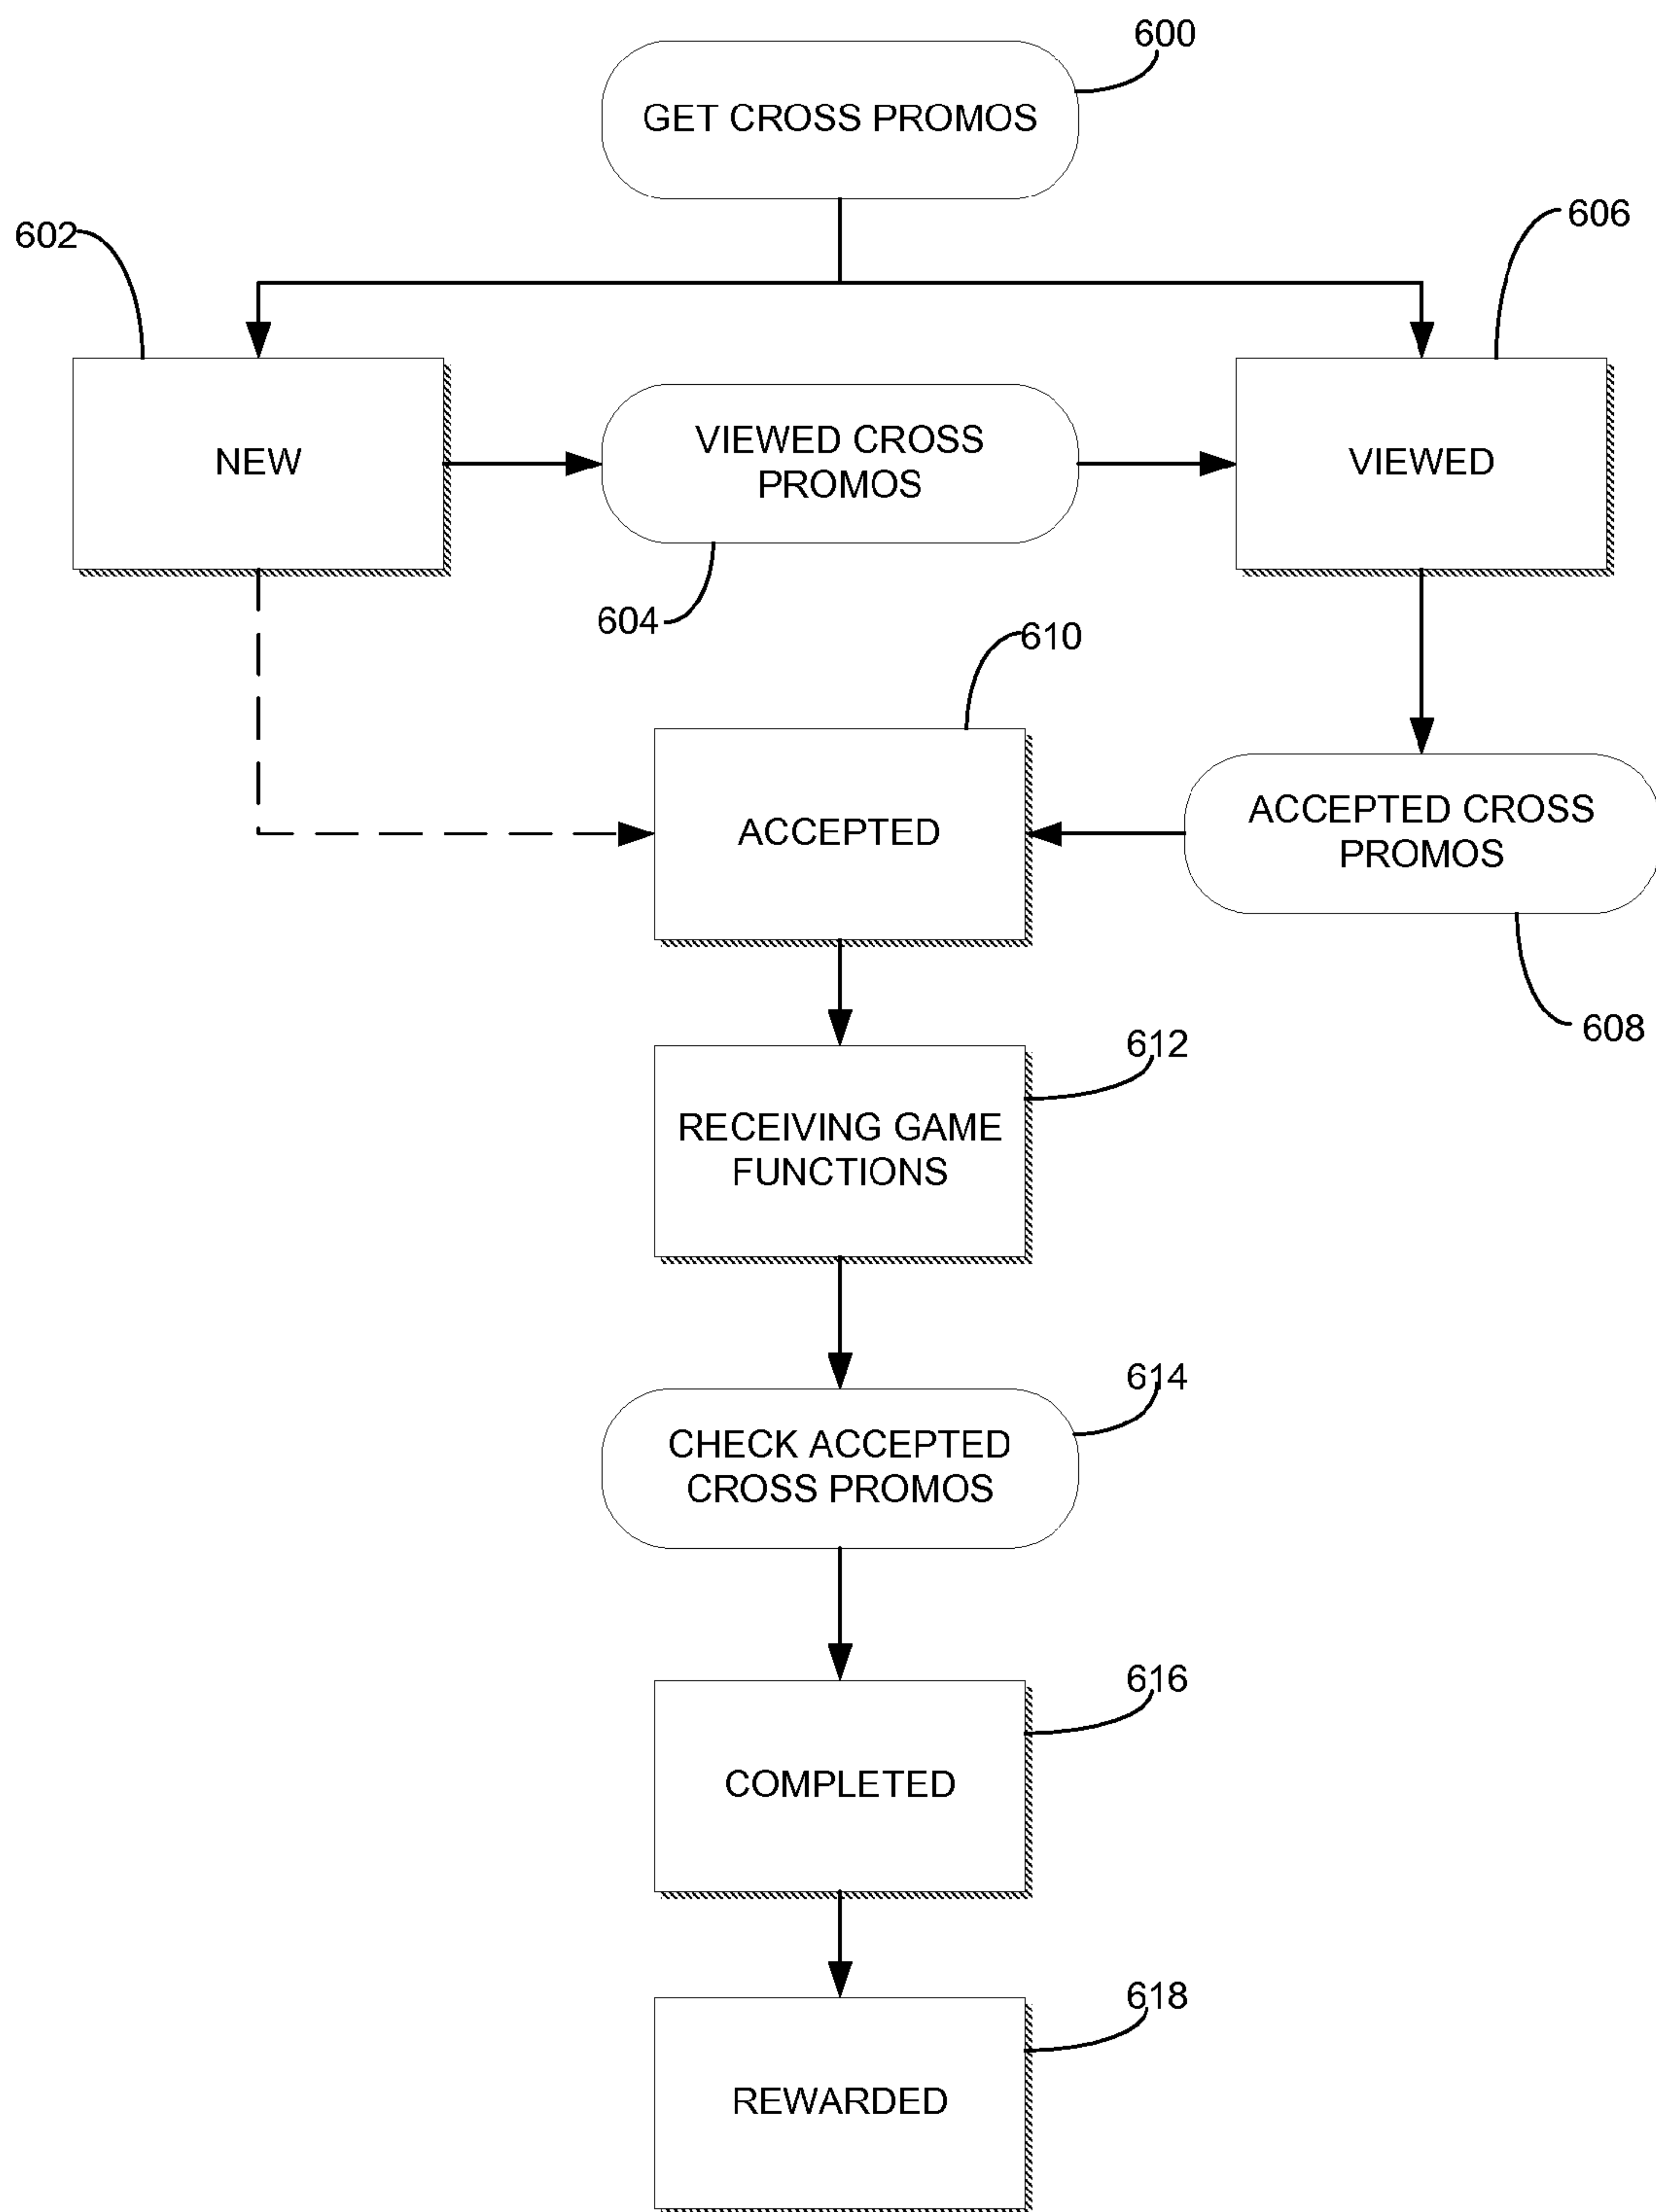 600
GET CROSS PROMOS
602
606
NEW
VIEWED CROSS
PROMOS
VIEWED
604
610
ACCEPTED
ACCEPTED CROSS
PROMOS
608
612
RECEIVING GAME
FUNCTIONS
614
CHECK ACCEPTED
CROSS PROMOS
616
COMPLETED
618
REWARDED